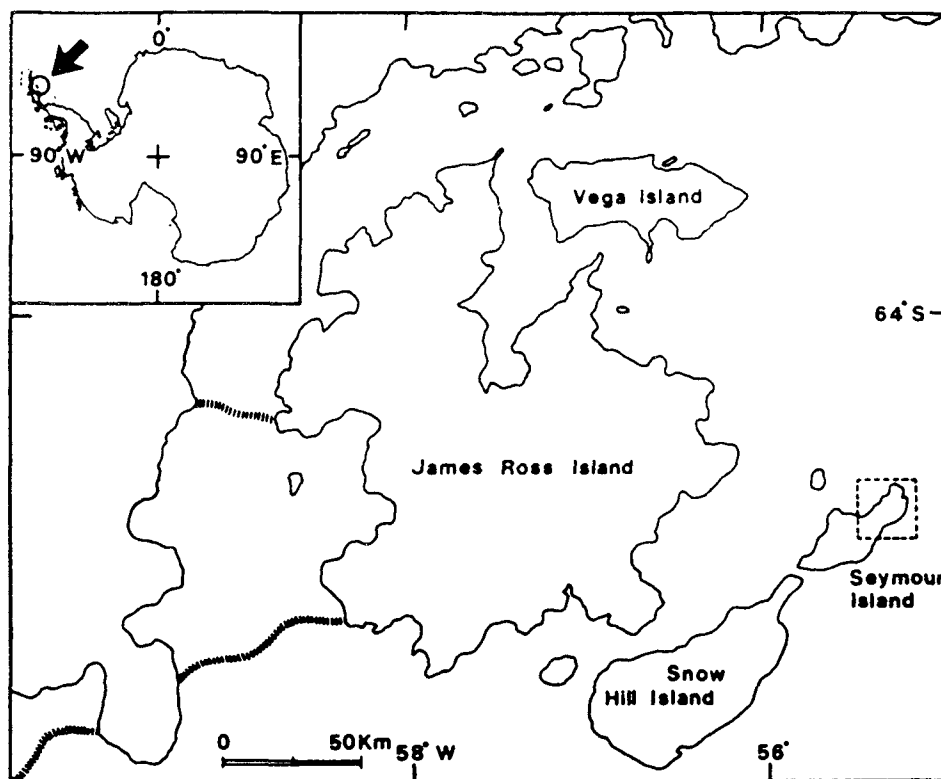 0°
90°W
90°E
180°
Vega Island
64°S
James Ross Island
Seymour
Island
Snow
Hill Island
0 50Km
58°W
56°